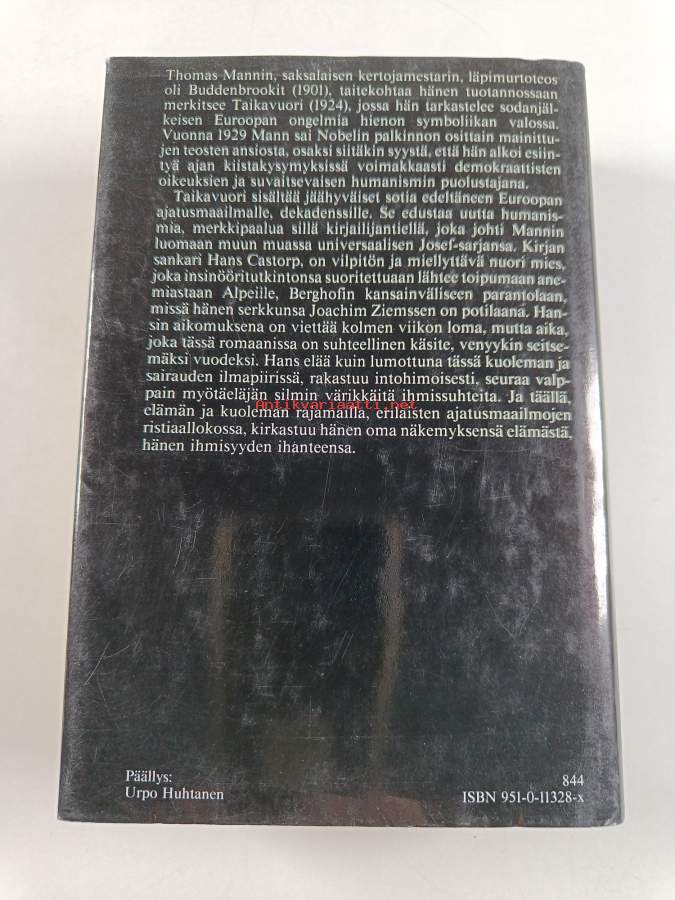 Thomas Mannin, saksalaisen kertojamestarin, läpimurtoteos
oli Buddenbrookit (1901), taitekohtaa hänen tuotannossaan
merkitsee Taikavuori (1924), jossa hän tarkastelee sodanjäl-
keisen Euroopan ongelmia hienon symboliikan valossa.
Vuonna 1929 Mann sai Nobelin palkinnon osittain mainittu-
jen teosten ansiosta, osaksi siitäkin syystä, että hän alkoi esiin-
tyä ajan kiistakysymyksissä voimakkaasti demokraattisten
oikeuksien ja suvaitsevaisen humanismin puolustajana.
Taikavuori sisältää jäähyväiset sotia edeltäneen Euroopan
ajatusmaailmalle, dekadenssille. Se edustaa uutta humanis-
mia, merkkipaalua sillä kirjailijantiellä, joka johti Mannin
luomaan muun muassa universaalisen Josef-sarjansa. Kirjan
sankari Hans Castorp, on vilpitön ja miellyttävä nuori mies,
joka insinööritutkintonsa suoritettuaan lähtee toipumaan ane-
miastaan Alpeille, Berghofin kansainväliseen parantolaan,
missä hänen serkkunsa Joachim Ziemssen on potilaana. Han-
sin aikomuksena on viettää kolmen viikon loma, mutta aika,
joka tässä romaanissa on suhteellinen käsite, venyykin seitse-
mäksi vuodeksi. Hans elää kuin lumottuna tässä kuoleman ja
sairauden ilmapiirissä, rakastuu intohimoisesti, seuraa valp-
pain myötäeläjän silmin värikkäitä ihmissuhteita. Ja täällä,
Antikvariaatti.net
elämän ja kuoleman rajamailla, erilaisten ajatusmaailmojen
ristiaallokossa, kirkastuu hänen oma näkemyksensä elämästä,
hänen ihmisyyden ihanteensa.
Päällys:
Urpo Huhtanen
844
ISBN 951-0-11328-x